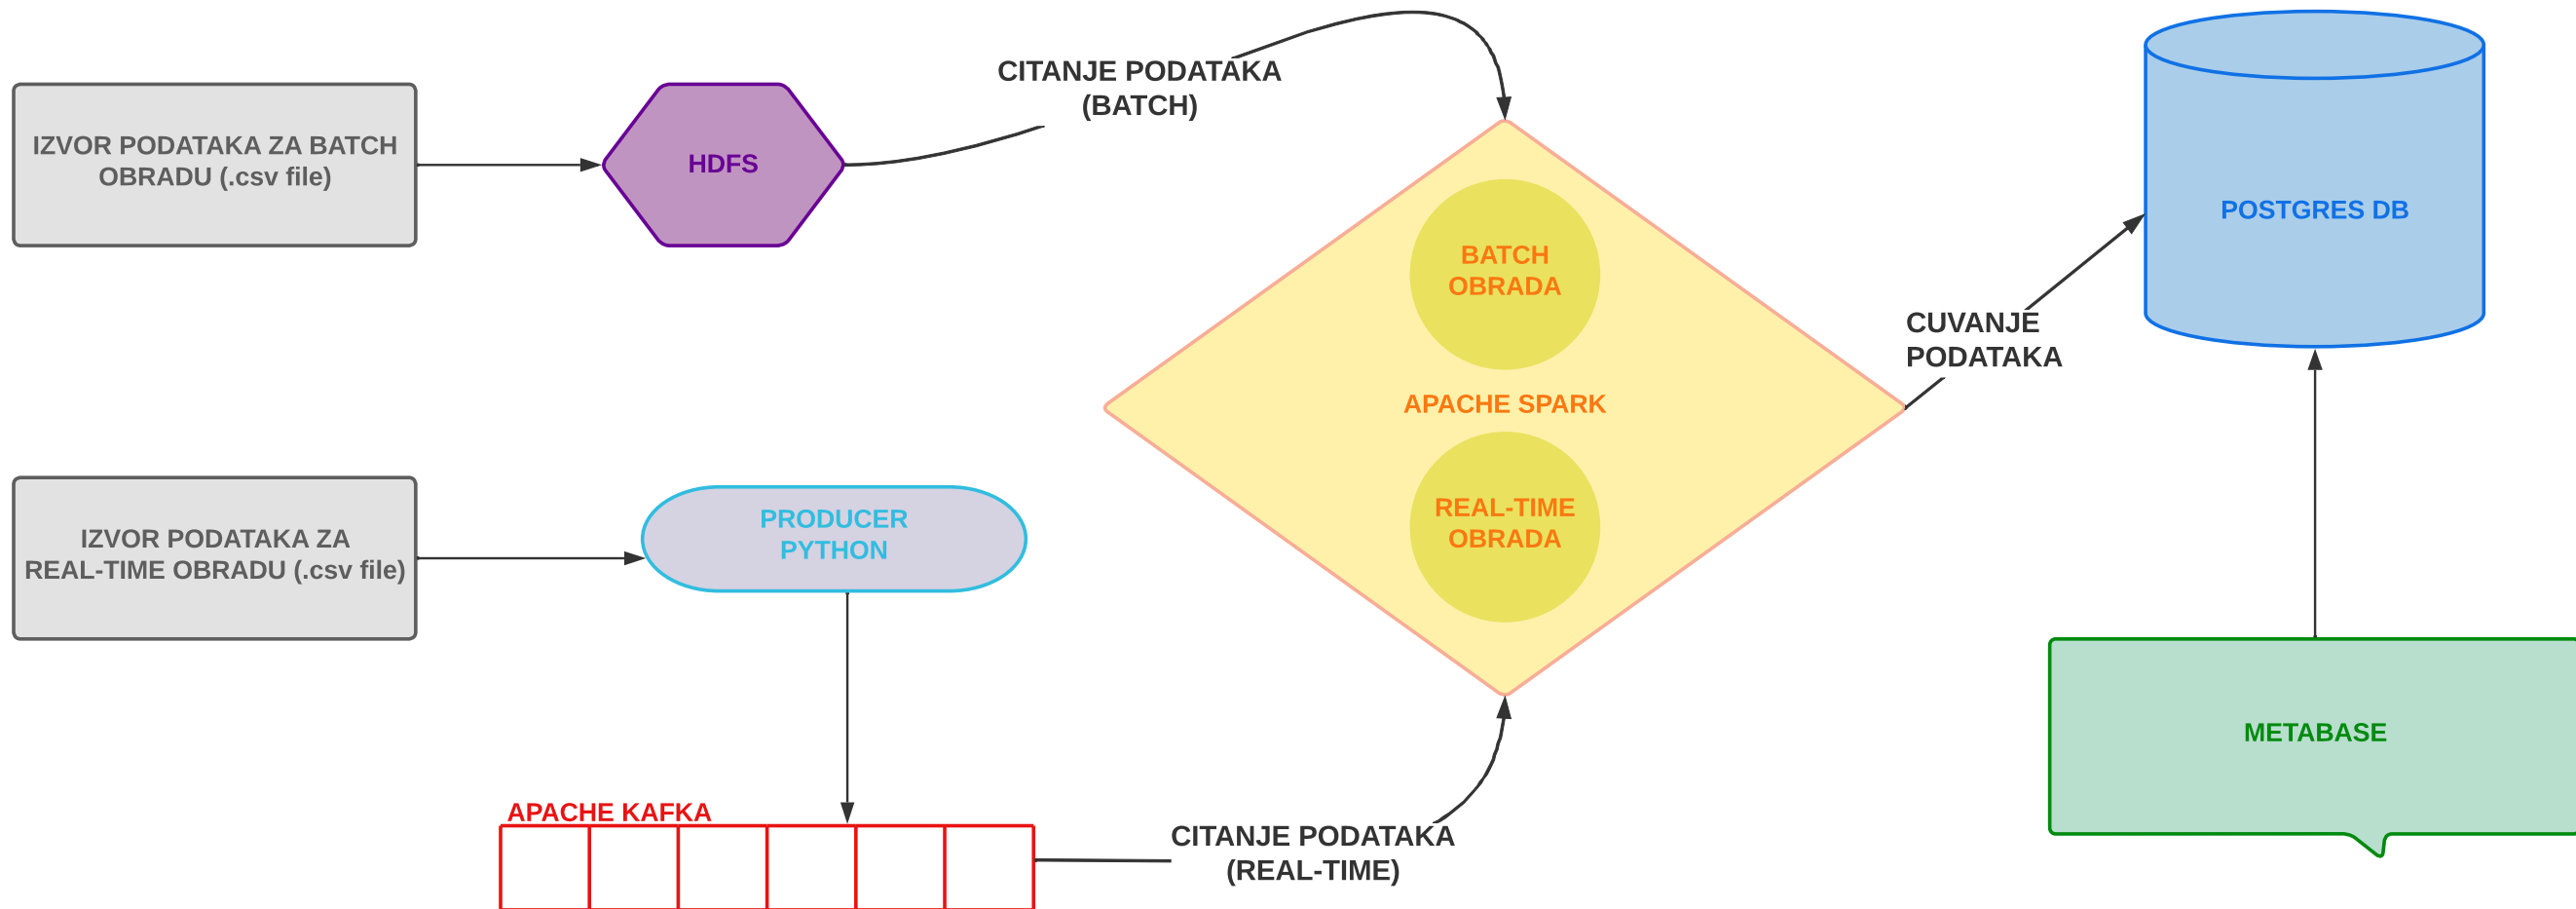 IZVOR PODATAKA ZA BATCH
OBRADU (.csv file)
HDFS
CITANJE PODATAKA
(BATCH)
BATCH
OBRADA
APACHE SPARK
REAL-TIME
OBRADA
CUVANJE
PODATAKA
POSTGRES DB
IZVOR PODATAKA ZA
REAL-TIME OBRADU (.csv file)
PRODUCER
PYTHON
APACHE KAFKA
CITANJE PODATAKA
(REAL-TIME)
METABASE